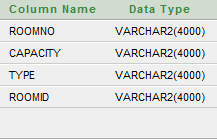 Column Name Data Type
ROOMNO VARCHAR2(4000)
CAPACITY VARCHAR2(4000)
TYPE VARCHAR2(4000)
ROOMID VARCHAR2(4000)